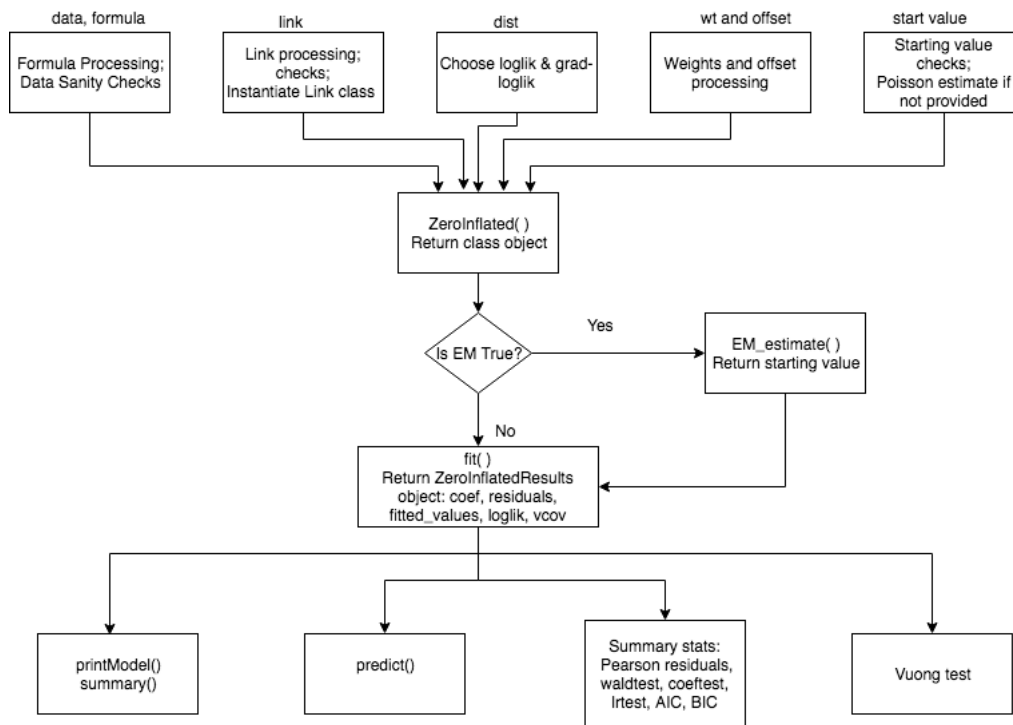 data, formula
link
dist
wt and offset
start value
Formula Processing;
Data Sanity Checks
Link processing;
checks;
Instantiate Link class
Choose loglik & grad-
loglik
Weights and offset
processing
Starting value
checks;
Poisson estimate if
not provided
ZeroInflated( )
Return class object
Is EM True?
Yes
EM_estimate( )
Return starting value
No
fit( )
Return ZeroInflatedResults
object: coef, residuals,
fitted_values, loglik, vcov
printModel()
summary()
predict()
Summary stats:
Pearson residuals,
waldtest, coeftest,
lrtest, AIC, BIC
Vuong test